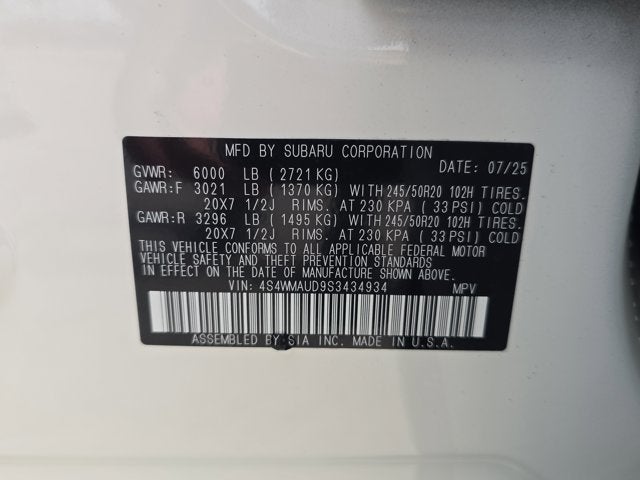 MFD BY SUBARU CORPORATION
GVWR: 6000 LB ( 2721 KG) DATE: 07/25
GAWR:F 3021 LB ( 1370 KG) WITH 245/50R20 102H TIRES.
20X7 1/2J RIMS. AT 230 KPA ( 33 PSI) COLD
GAWR:R 3296 LB ( 1495 KG) WITH 245/50R20 102H TIRES.
20X7 1/2J RIMS. AT 230 KPA ( 33 PSI) COLD
THIS VEHICLE CONFORMS TO ALL APPLICABLE FEDERAL MOTOR
VEHICLE SAFETY AND THEFT PREVENTION STANDARDS
IN EFFECT ON THE DATE OF MANUFACTURE SHOWN ABOVE.
VIN: 4S4WMAUD9S3434934 MPV
ASSEMBLED BY SIA INC. MADE IN U.S.A.